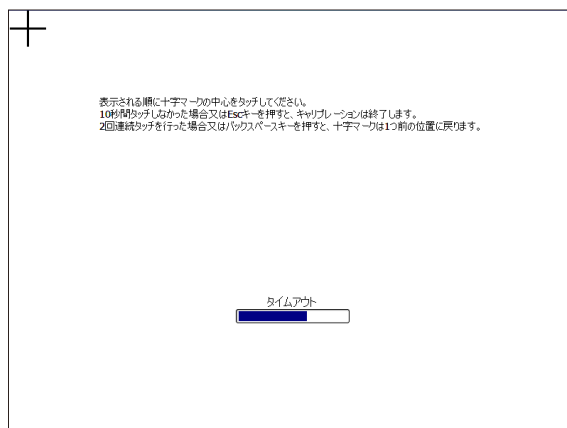 表示される順に十字マークの中心をタッチしてください。
10秒間タッチしなかった場合又はEscキーを押すと、キャリブレーションは終了します。
2回連続タッチを行った場合又はバックスペースキーを押すと、十字マークは1つ前の位置に戻ります。
タイムアウト